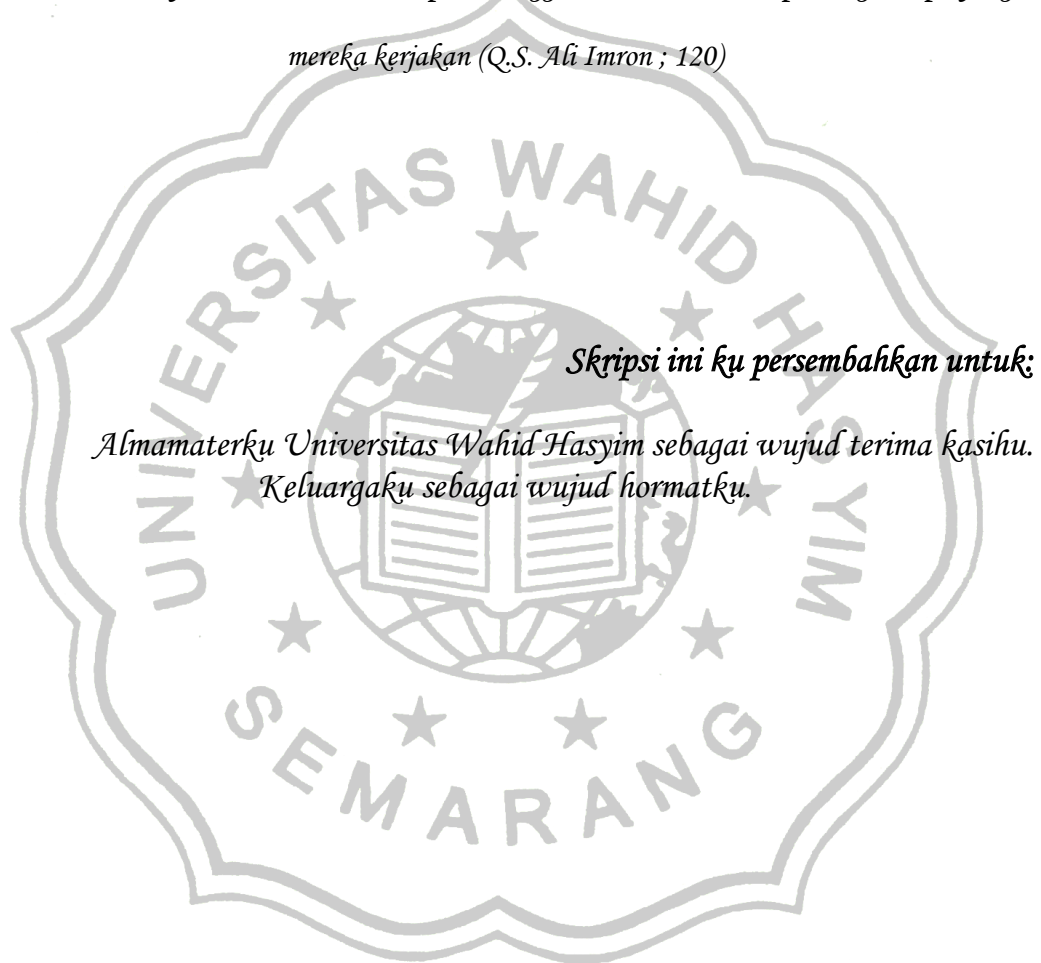 mereka kerjakan (Q.S. Ali Imron ; 120)
UNIVERSITAS WAHID HASYIM
SEMARANG
Skripsi ini ku persembahkan untuk:
Almamaterku Universitas Wahid Hasyim sebagai wujud terima kasihu.
Keluargaku sebagai wujud hormatku.